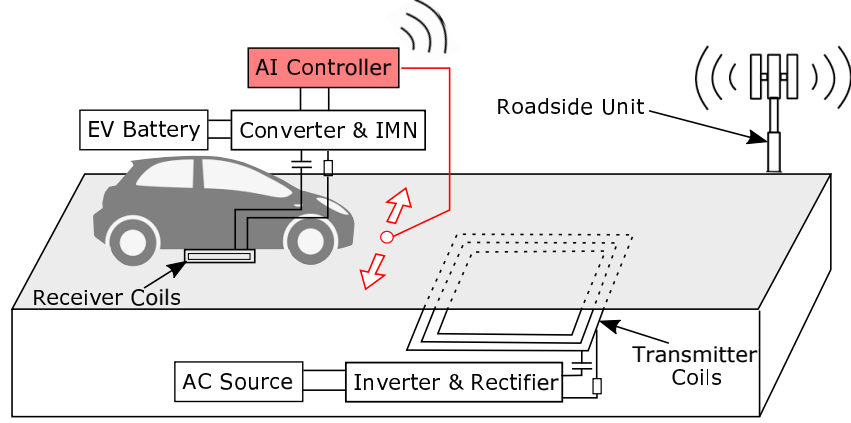 AI Controller
EV Battery
Converter & IMN
Roadside Unit
Receiver Coils
Transmitter
Coils
AC Source
Inverter & Rectifier